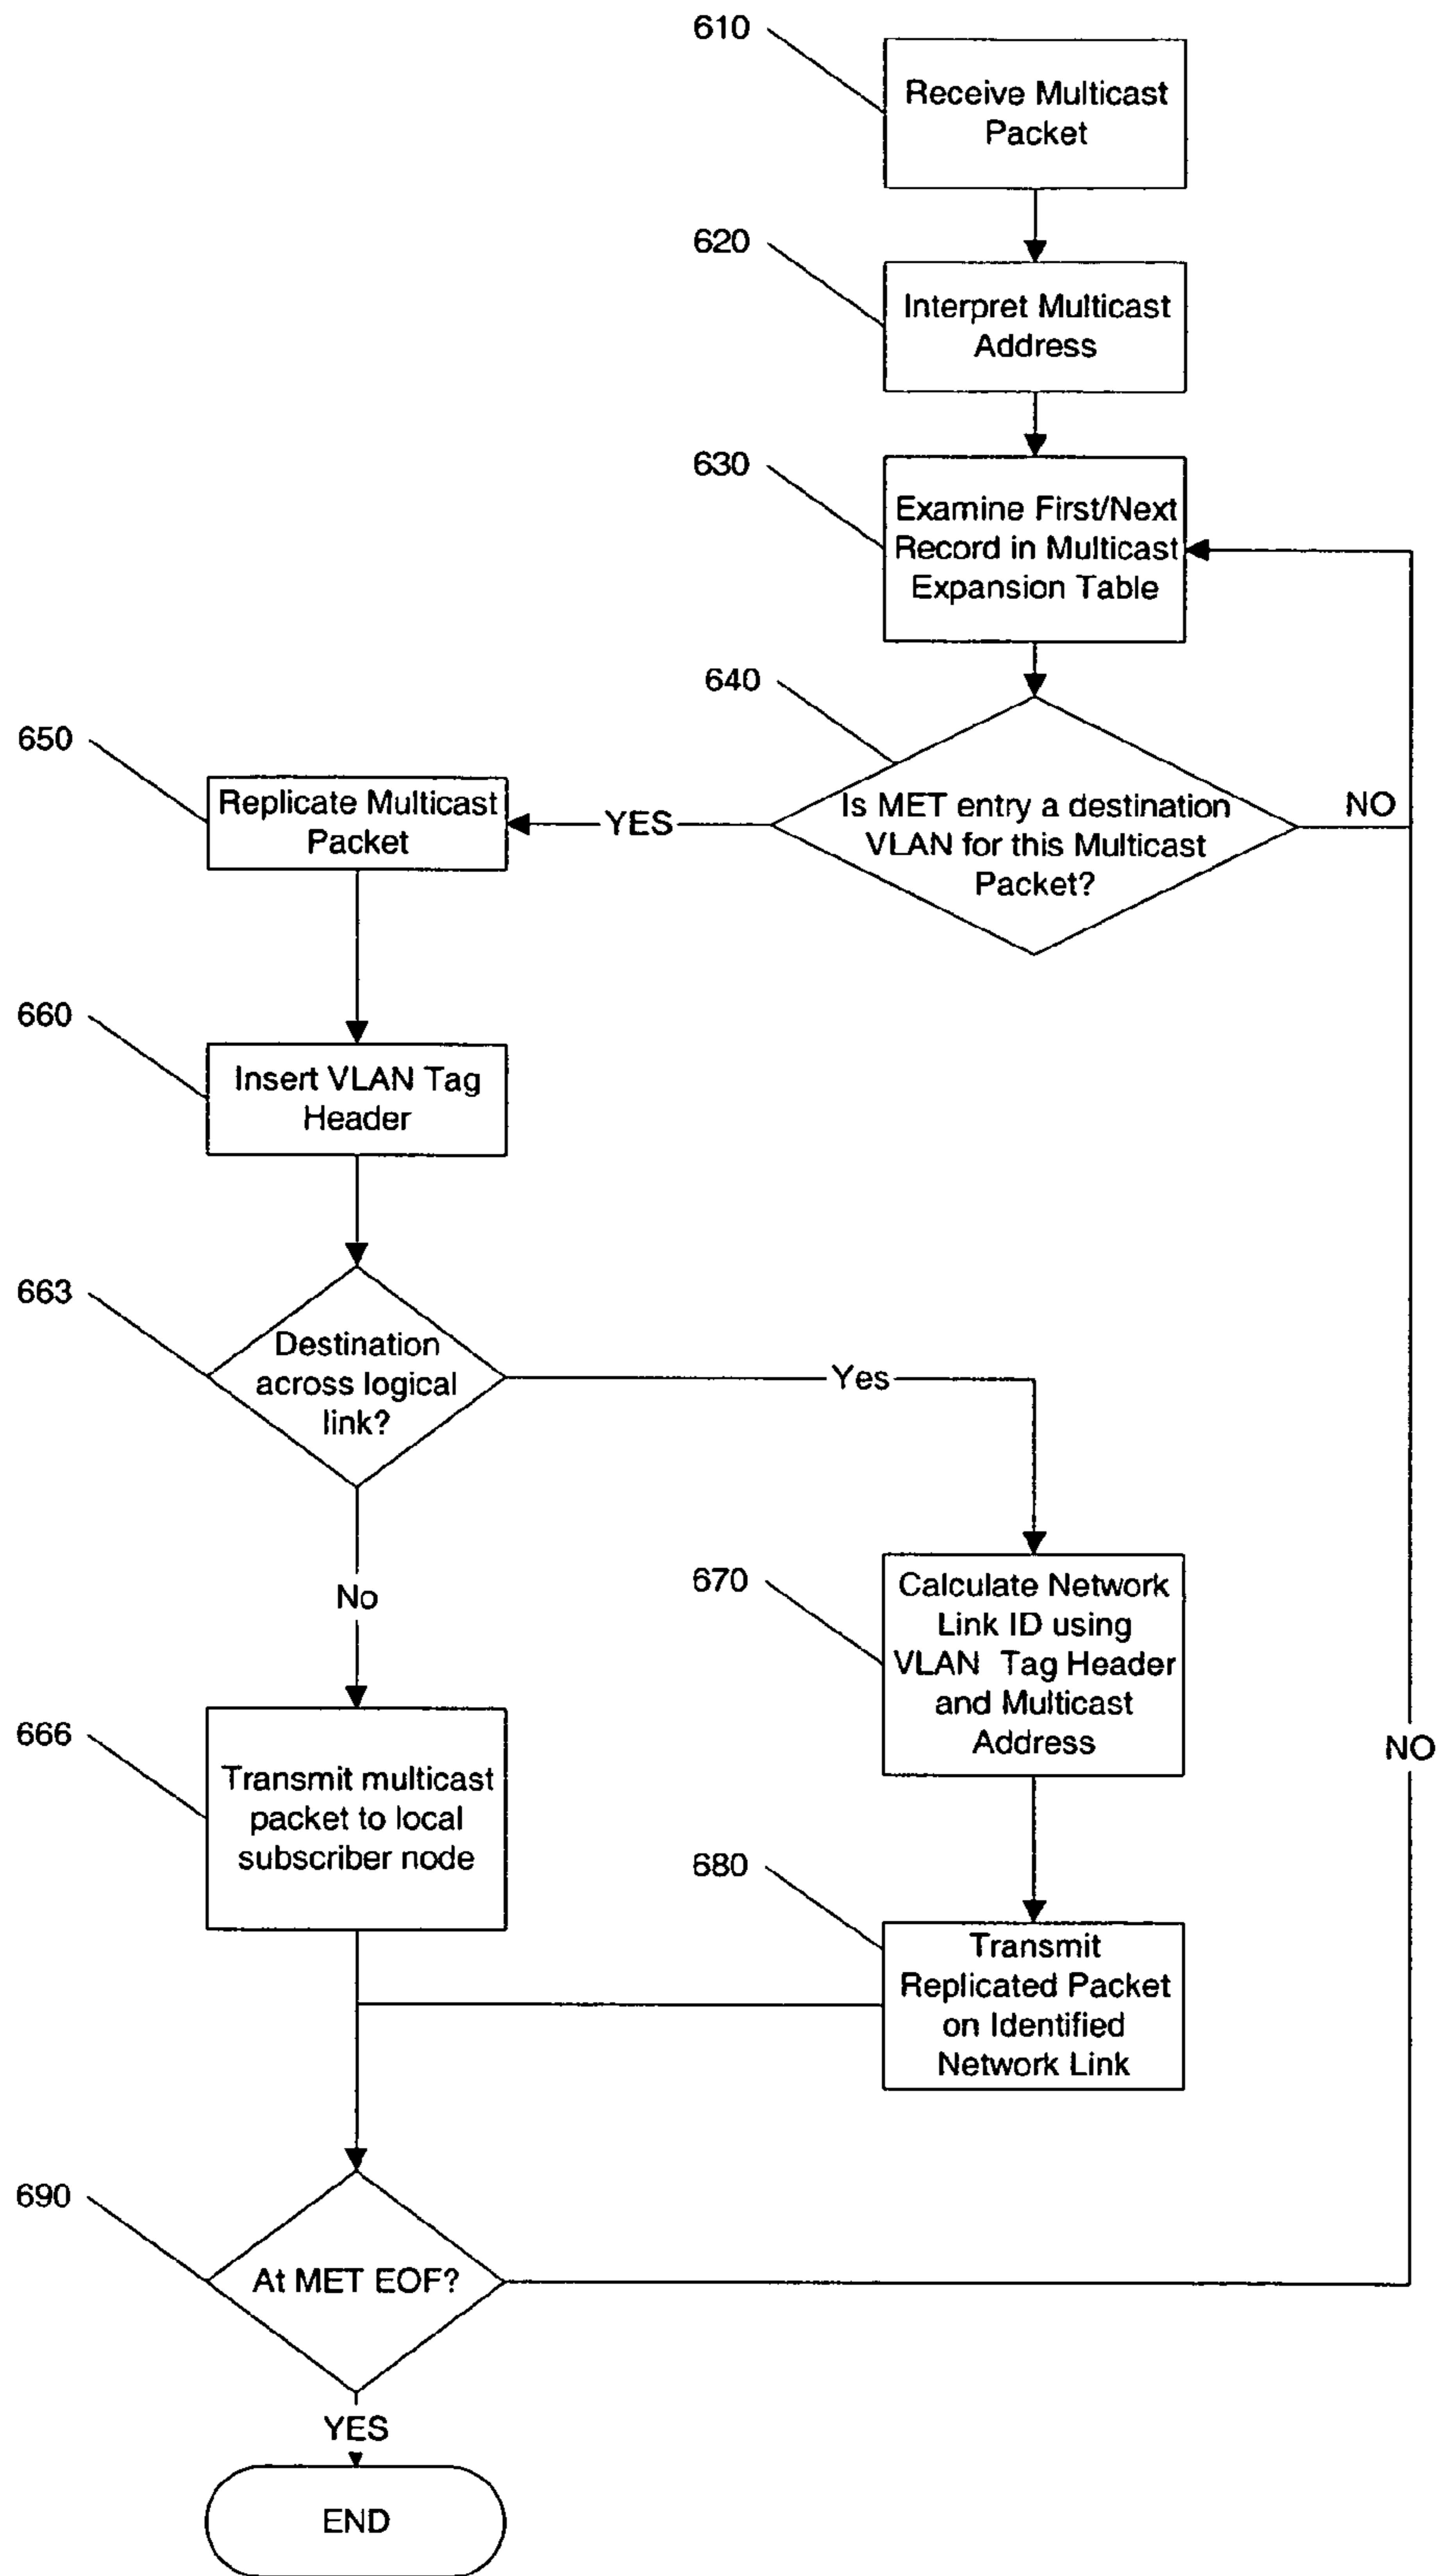 610
Receive Multicast
Packet
620
Interpret Multicast
Address
630
Examine First/Next
Record in Multicast
Expansion Table
640
Is MET entry a destination
VLAN for this Multicast
Packet?
NO
YES
650
Replicate Multicast
Packet
660
Insert VLAN Tag
Header
663
Destination
across logical
link?
Yes
No
670
Calculate Network
Link ID using
VLAN Tag Header
and Multicast
Address
666
Transmit multicast
packet to local
subscriber node
NO
680
Transmit
Replicated Packet
on Identified
Network Link
690
At MET EOF?
YES
END